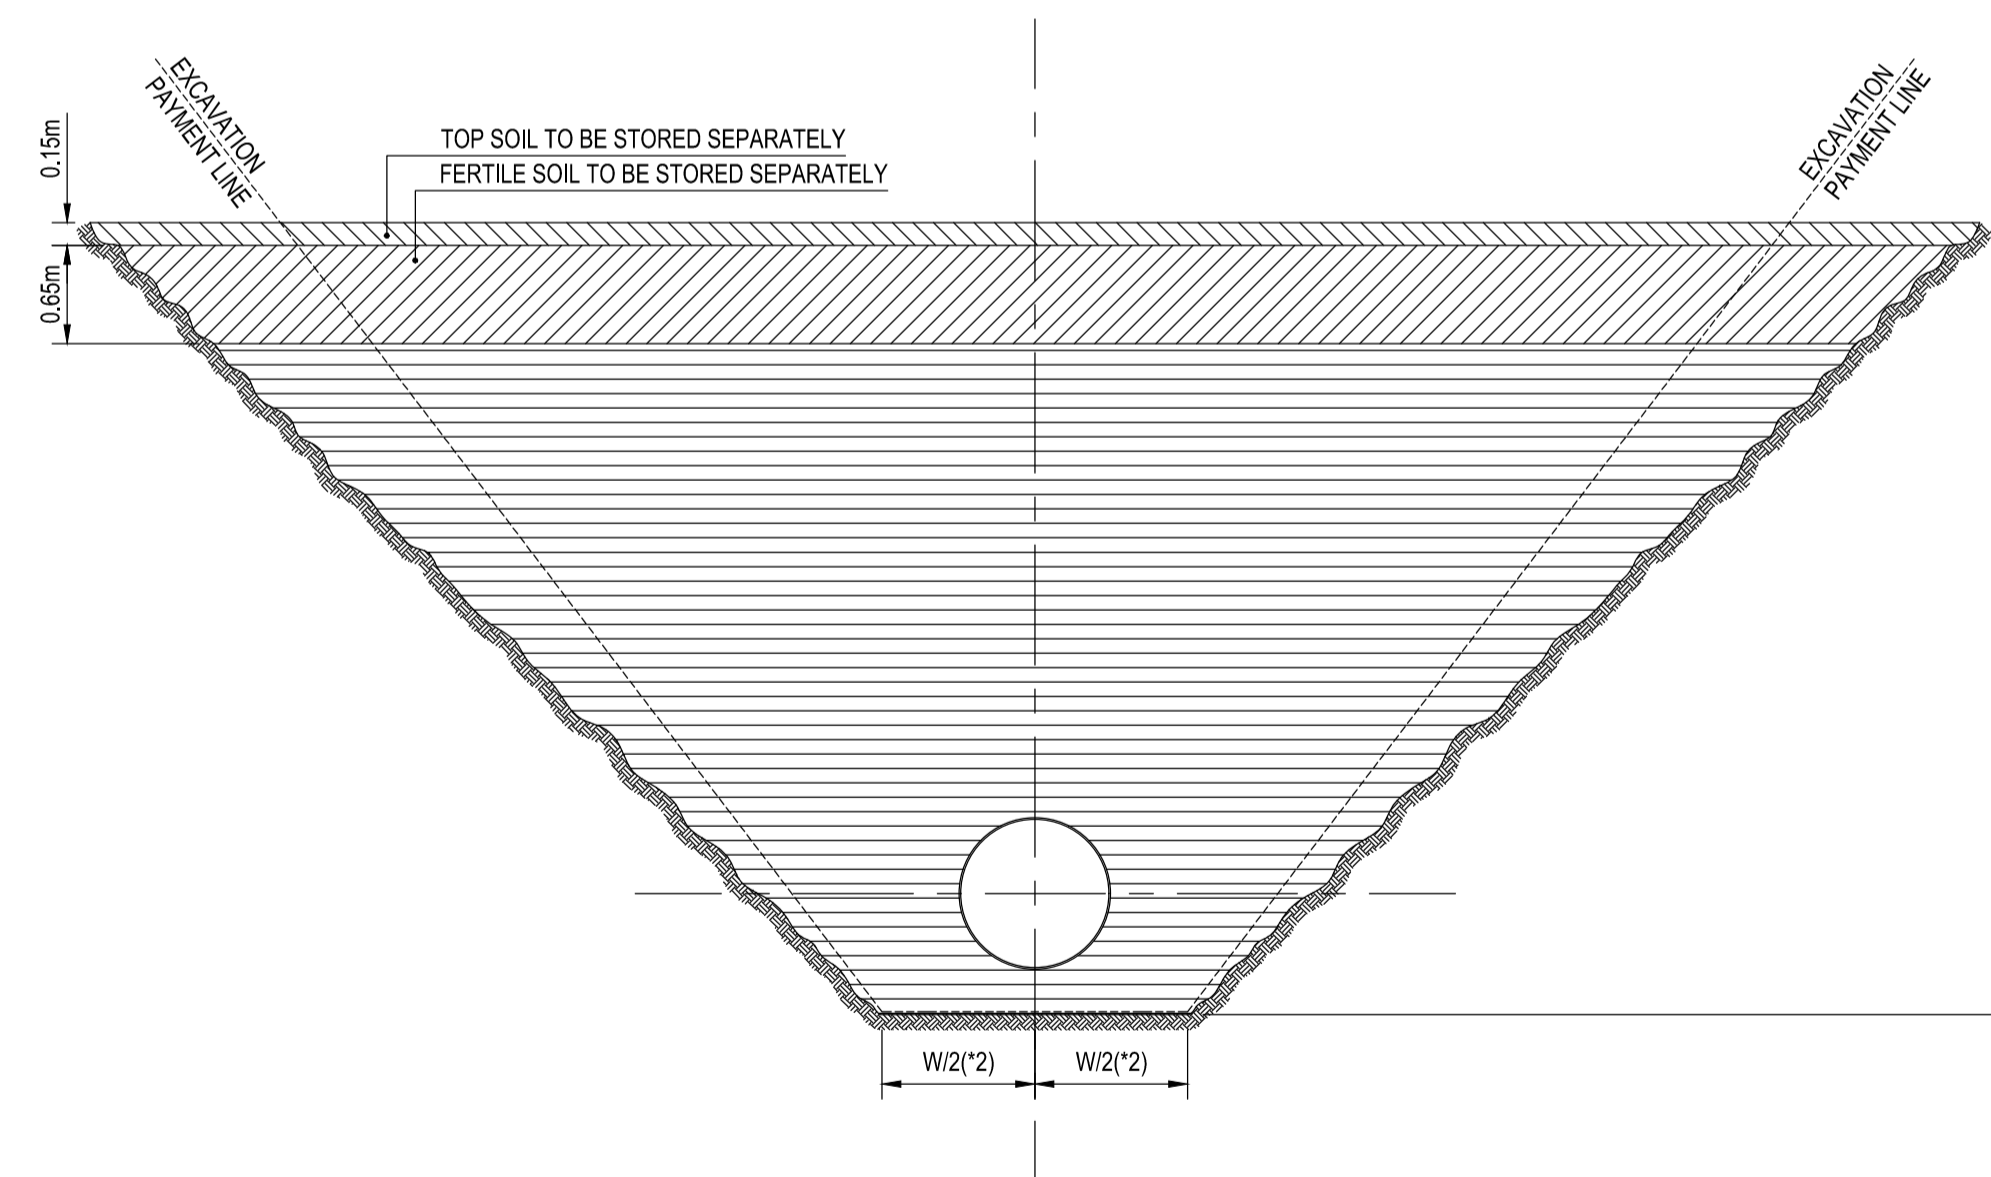 EXCAVATION
PAYMENT LINE
EXCAVATION
PAYMENT LINE
0.15m
TOP SOIL TO BE STORED SEPARATELY
FERTILE SOIL TO BE STORED SEPARATELY
0.65m
W/2(*2)
W/2(*2)